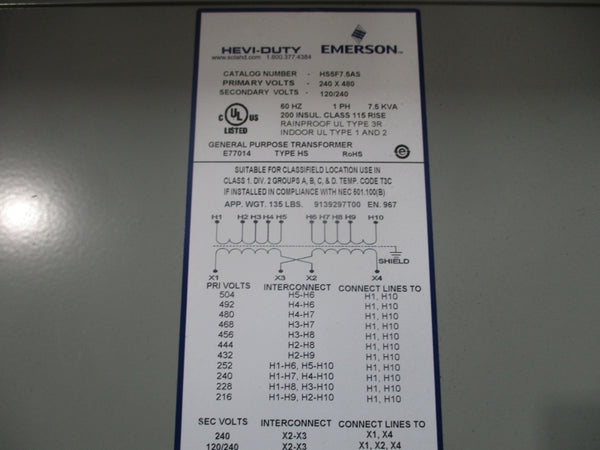 HEVI-DUTY EMERSON™
www.solahd.com 1.800.377.4384
CATALOG NUMBER - HS5F7.5AS
PRIMARY VOLTS - 240 X 480
SECONDARY VOLTS - 120/240
C UL US LISTED
60 HZ 1 PH 7.5 KVA
200 INSUL. CLASS 115 RISE
RAINPROOF UL TYPE 3R
INDOOR UL TYPE 1 AND 2
GENERAL PURPOSE TRANSFORMER
E77014 TYPE HS RoHS
SUITABLE FOR CLASSIFIED LOCATION USE IN
CLASS 1. DIV. 2 GROUPS A, B, C, & D. TEMP. CODE T3C
IF INSTALLED IN COMPLIANCE WITH NEC 501.100(B)
APP. WGT. 135 LBS. 9139297T00 EN. 967
H1 H2 H3 H4 H5 H6 H7 H8 H9 H10
SHIELD
X1 X3 X2 X4
PRI VOLTS INTERCONNECT CONNECT LINES TO
504 H5-H6 H1, H10
492 H4-H6 H1, H10
480 H4-H7 H1, H10
468 H3-H7 H1, H10
456 H3-H8 H1, H10
444 H2-H8 H1, H10
432 H2-H9 H1, H10
252 H1-H6, H5-H10 H1, H10
240 H1-H7, H4-H10 H1, H10
228 H1-H8, H3-H10 H1, H10
216 H1-H9, H2-H10 H1, H10
SEC VOLTS INTERCONNECT CONNECT LINES TO
240 X2-X3 X1, X4
120/240 X2-X3 X1, X2, X4